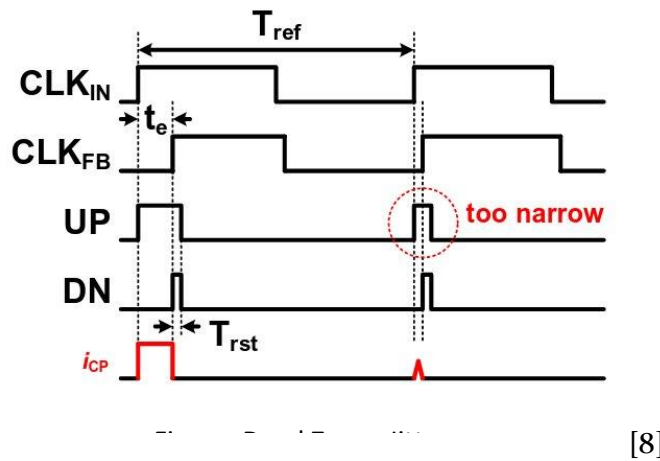 T_ref
CLK_IN
t_e
CLK_FB
UP
too narrow
DN
T_rst
i_CP
[8]